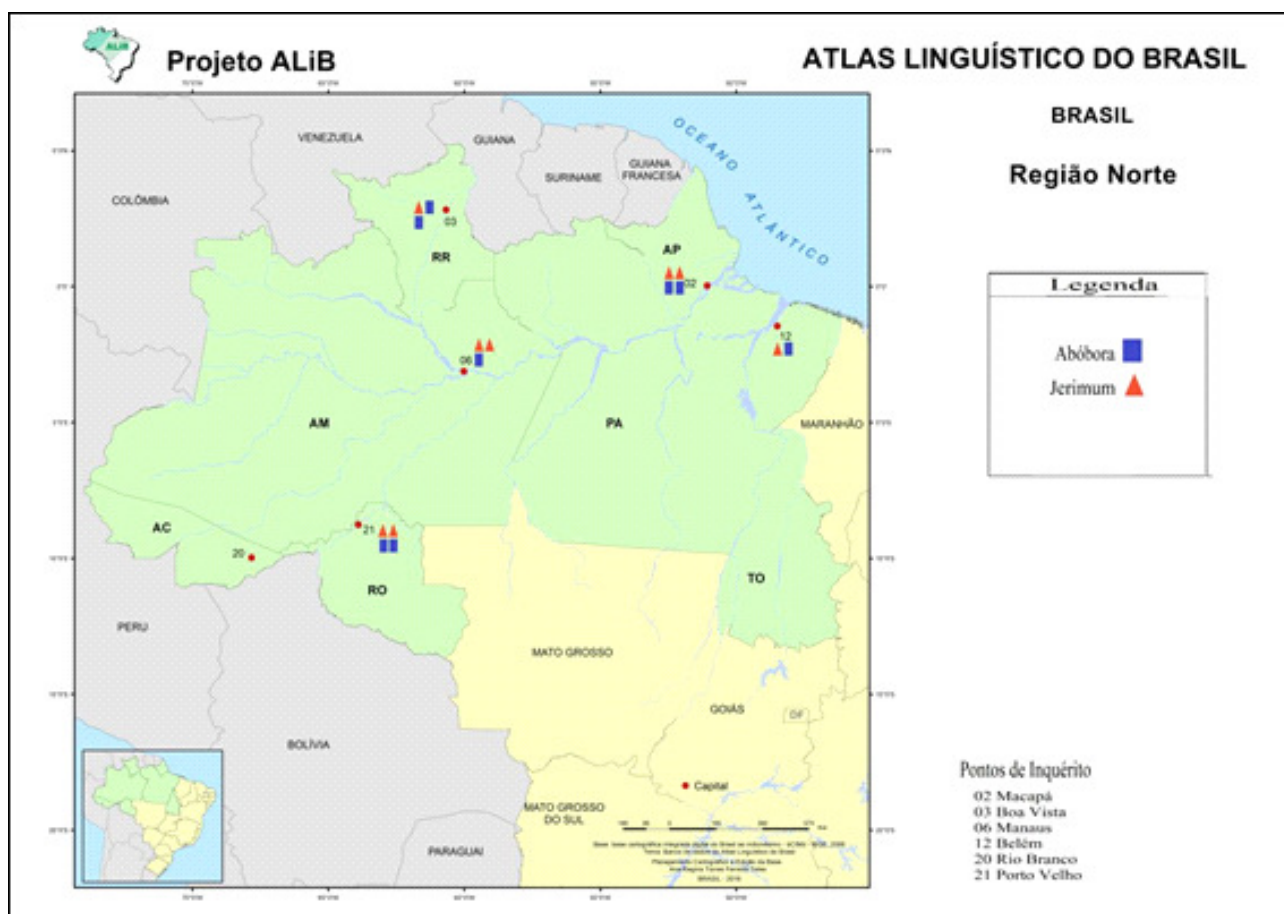 ALiB
Projeto ALiB
ATLAS LINGUÍSTICO DO BRASIL
BRASIL
Região Norte
VENEZUELA
GUIANA
SURINAME
GUIANA
FRANCESA
OCEANO ATLÂNTICO
COLÔMBIA
03
RR
AP
02
12
06
AM
PA
MARANHÃO
AC
20
21
RO
TO
PERU
MATO GROSSO
BOLÍVIA
GOIÁS
DF
Capital
MATO GROSSO
DO SUL
PARAGUAI
BRASIL - 2016
Legenda
Abóbora
Jerimum
Pontos de Inquérito
02 Macapá
03 Boa Vista
06 Manaus
12 Belém
20 Rio Branco
21 Porto Velho